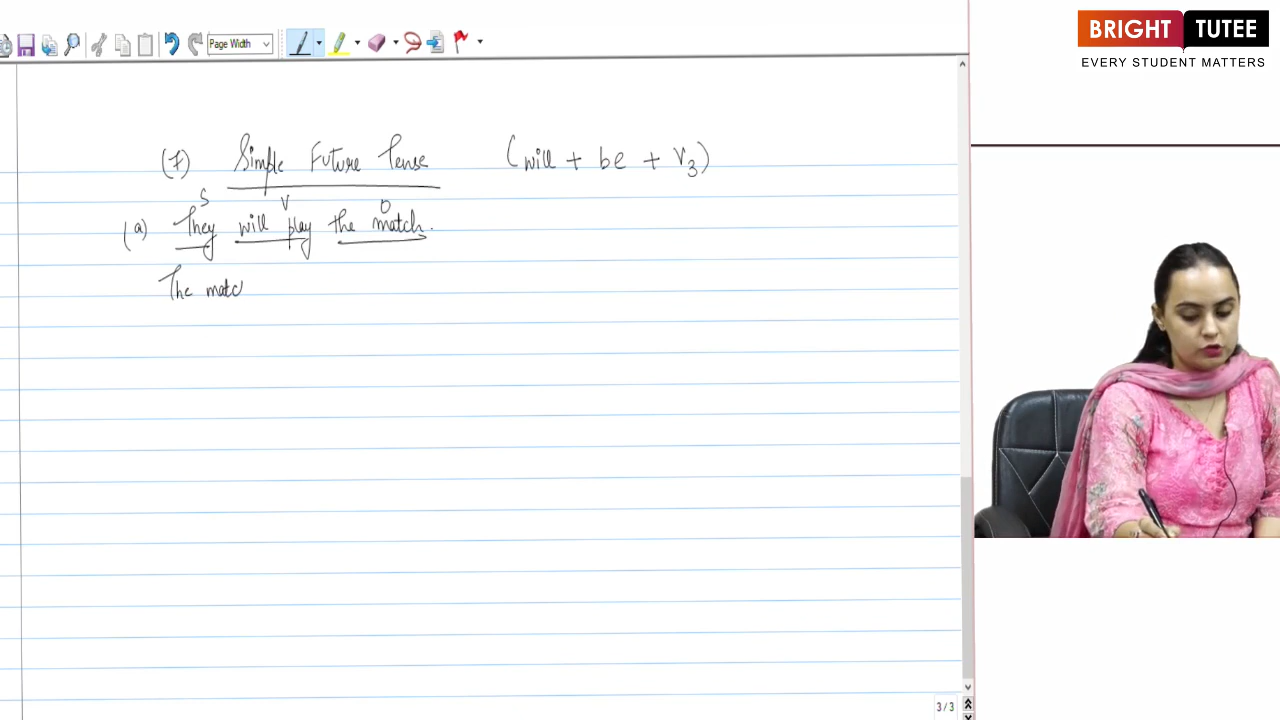 Page Width
BRIGHT TUTEE
EVERY STUDENT MATTERS
(7) Simple Future Tense (will + be + V3)
S V O
(a) They will play the match.
The matc
3 / 3